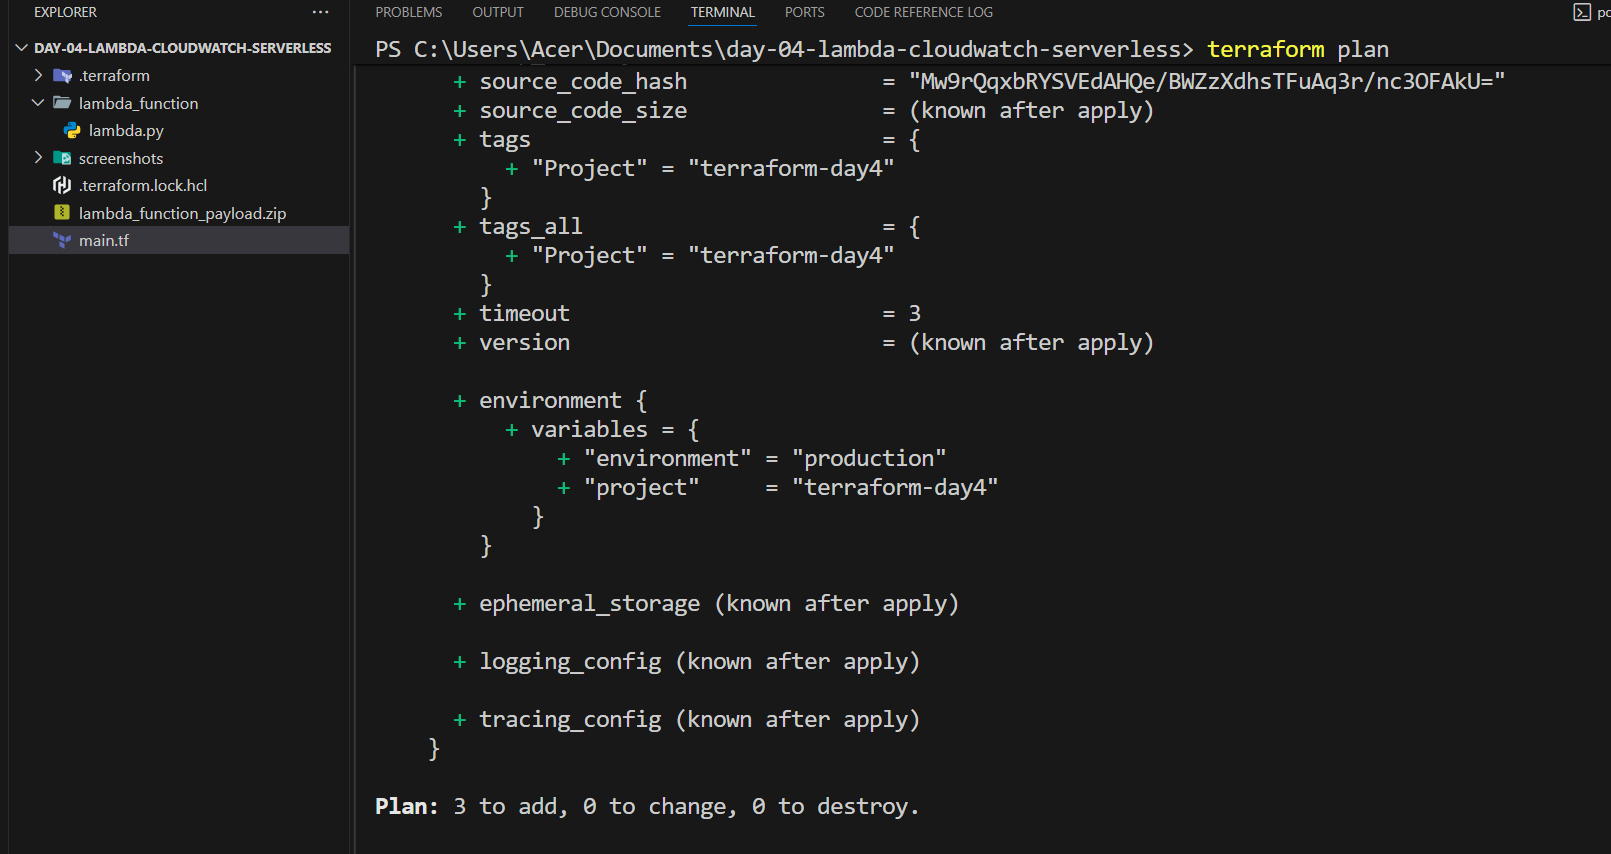 EXPLORER
···
DAY-04-LAMBDA-CLOUDWATCH-SERVERLESS
.terraform
lambda_function
lambda.py
screenshots
.terraform.lock.hcl
lambda_function_payload.zip
main.tf
PROBLEMS OUTPUT DEBUG CONSOLE TERMINAL PORTS CODE REFERENCE LOG
PS C:\Users\Acer\Documents\day-04-lambda-cloudwatch-serverless> terraform plan
+ source_code_hash = "Mw9rQqxbRYSVEdAHQe/BWZzXdhsTFuAq3r/nc3OFAkU="
+ source_code_size = (known after apply)
+ tags = {
+ "Project" = "terraform-day4"
}
+ tags_all = {
+ "Project" = "terraform-day4"
}
+ timeout = 3
+ version = (known after apply)
+ environment {
+ variables = {
+ "environment" = "production"
+ "project" = "terraform-day4"
}
}
+ ephemeral_storage (known after apply)
+ logging_config (known after apply)
+ tracing_config (known after apply)
}
Plan: 3 to add, 0 to change, 0 to destroy.